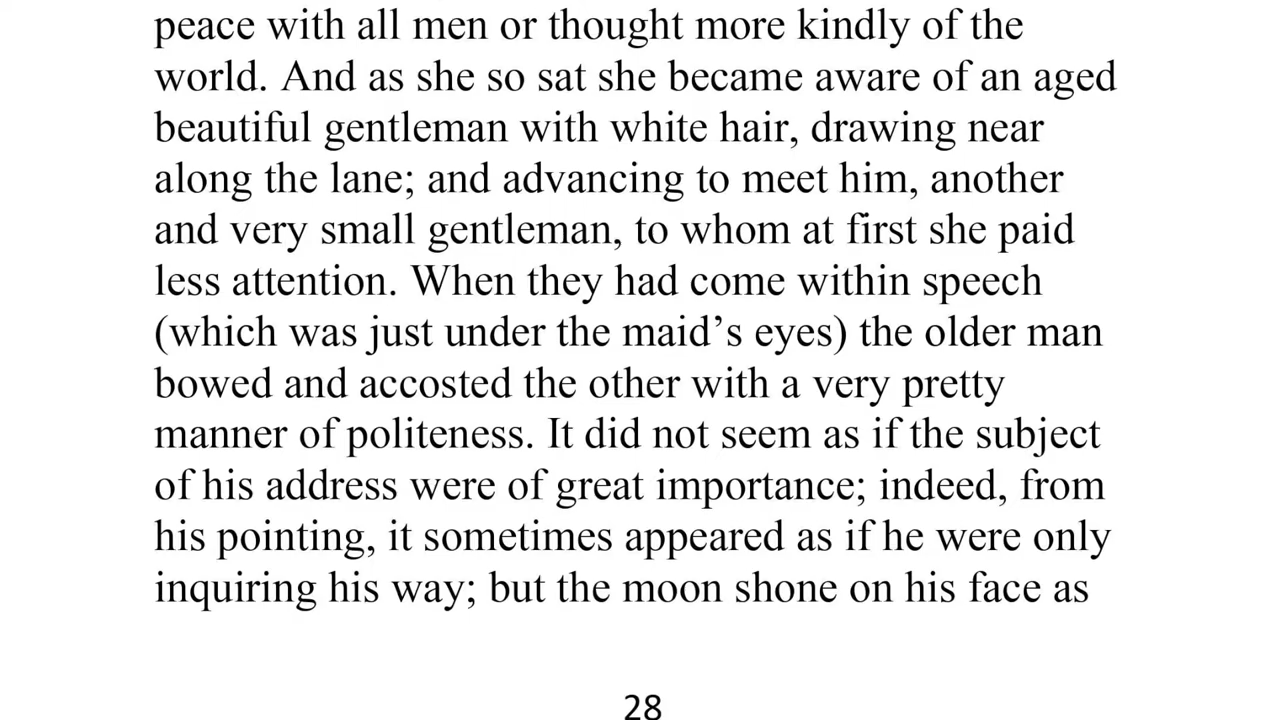 peace with all men or thought more kindly of the
world. And as she so sat she became aware of an aged
beautiful gentleman with white hair, drawing near
along the lane; and advancing to meet him, another
and very small gentleman, to whom at first she paid
less attention. When they had come within speech
(which was just under the maid’s eyes) the older man
bowed and accosted the other with a very pretty
manner of politeness. It did not seem as if the subject
of his address were of great importance; indeed, from
his pointing, it sometimes appeared as if he were only
inquiring his way; but the moon shone on his face as
28